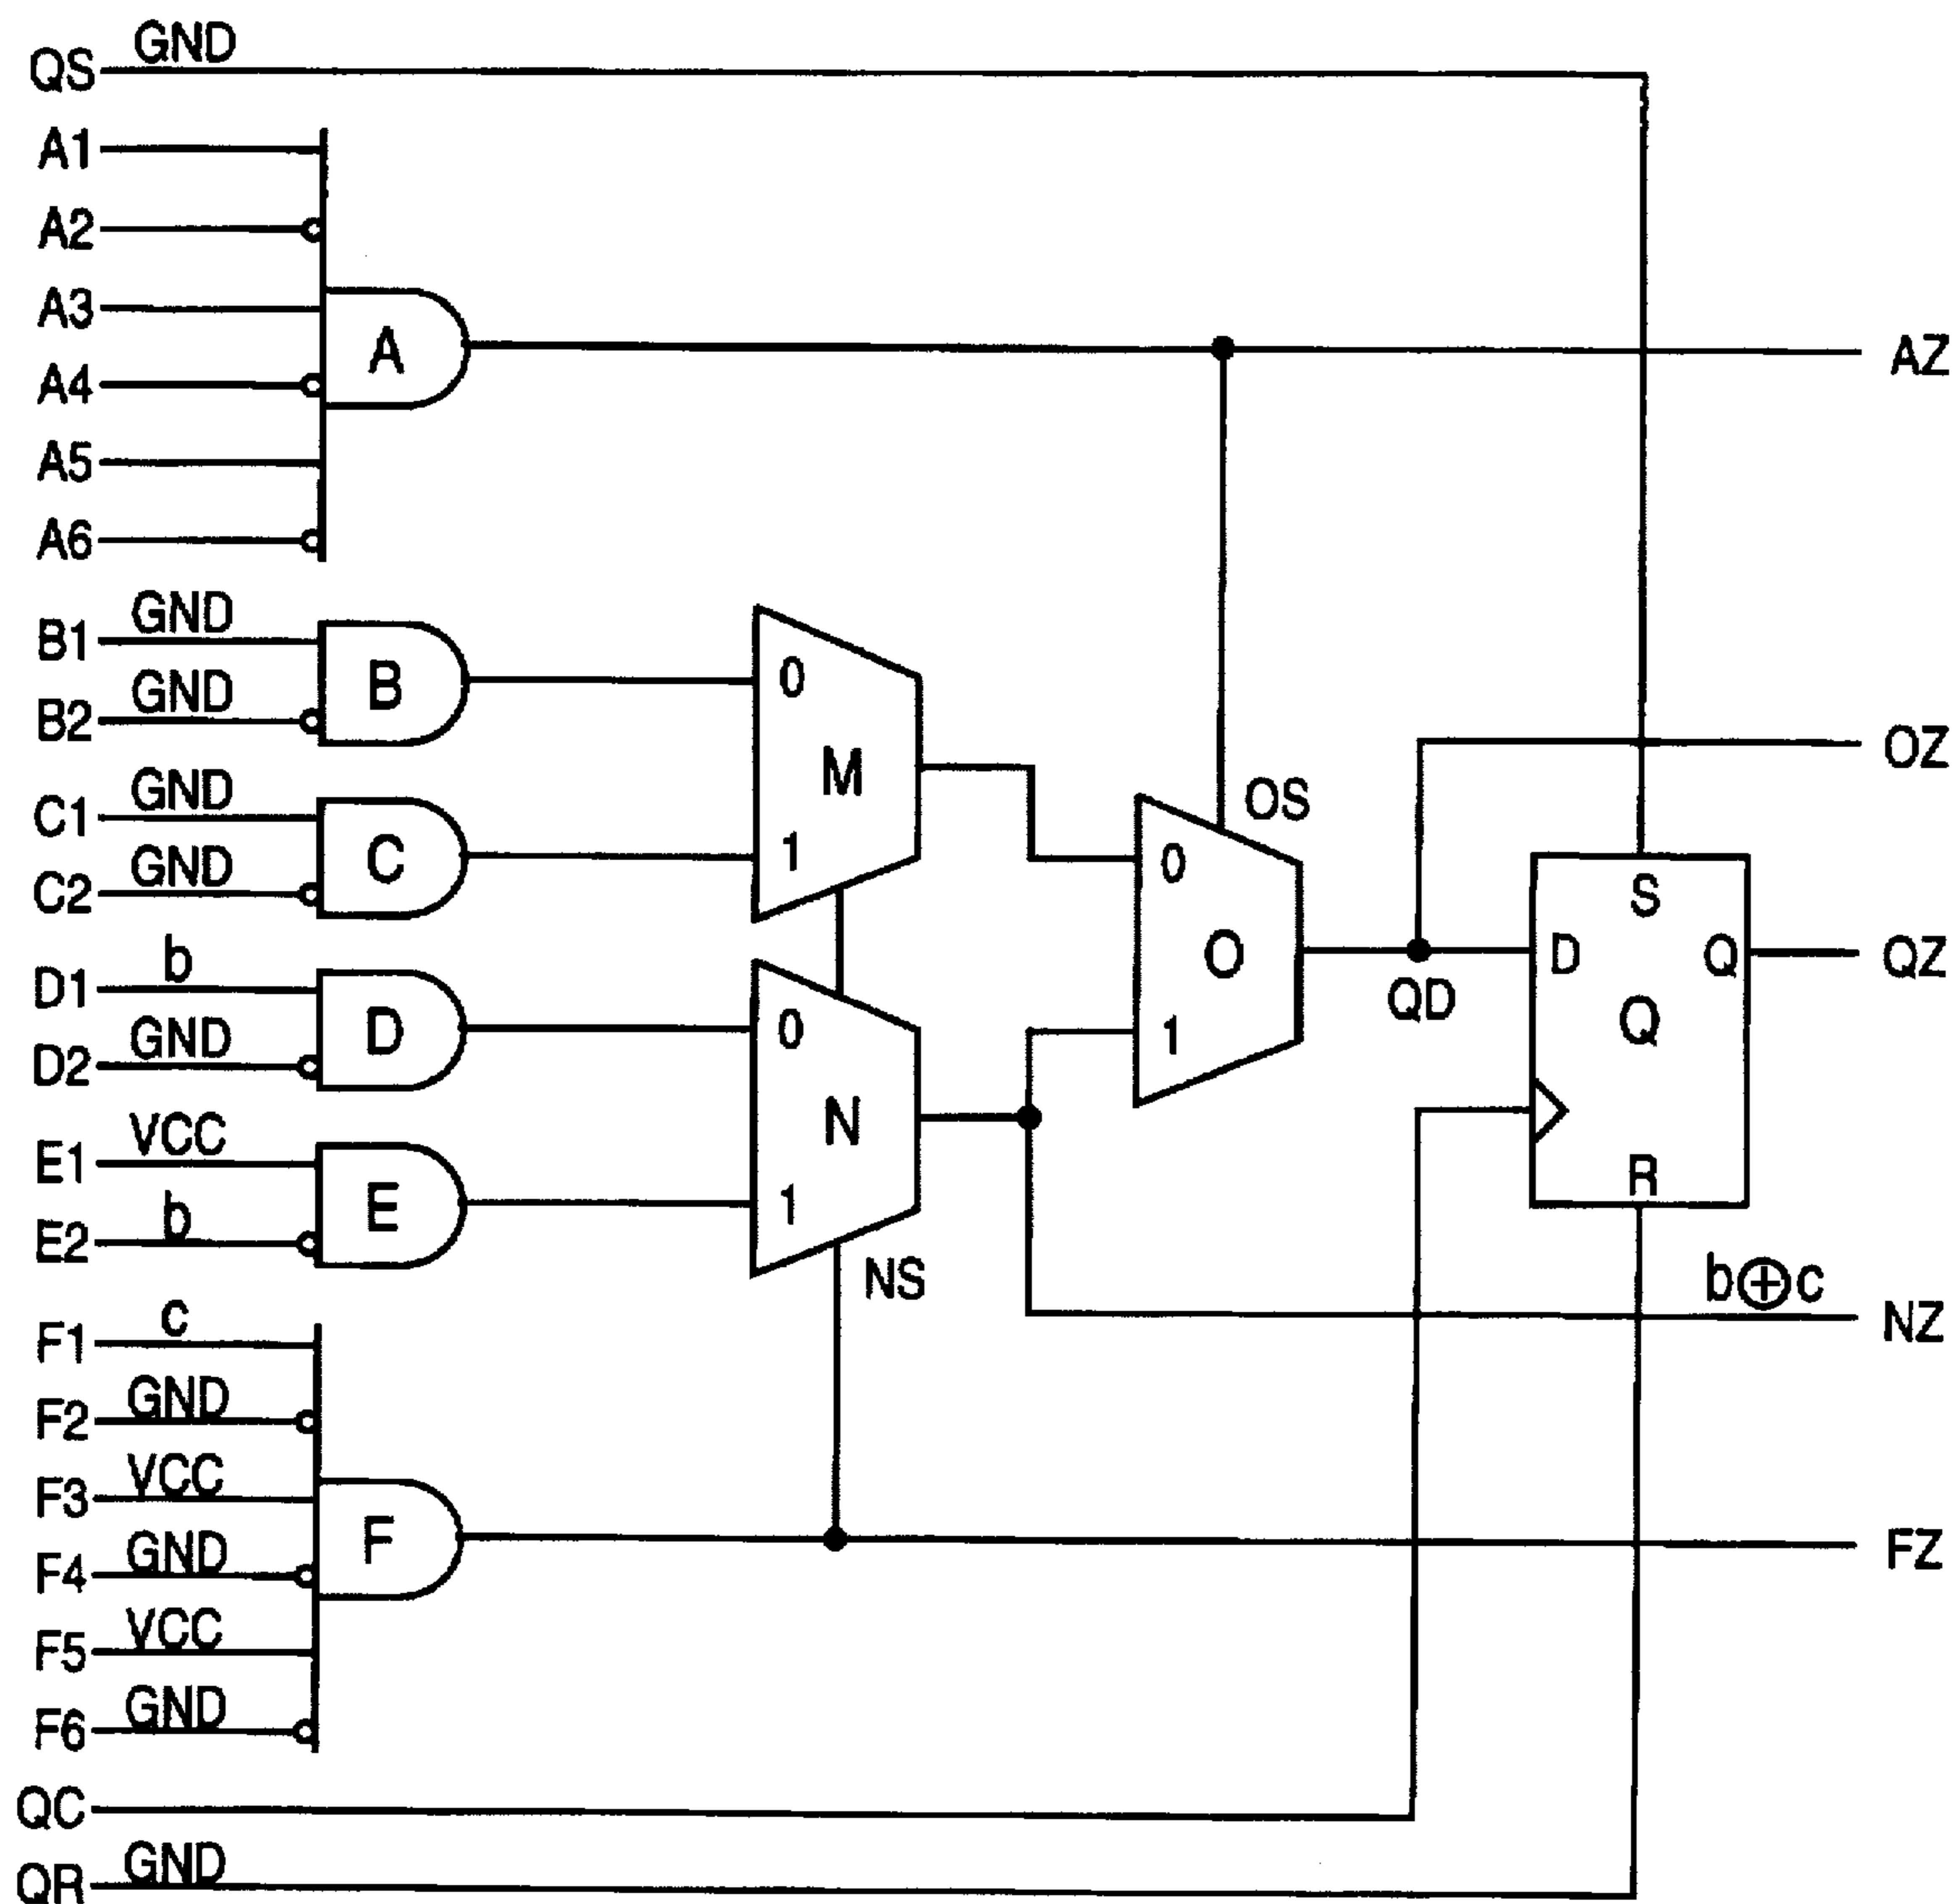 QS GND
A1
A2
A3
A
A4
A5
A6
AZ
B1 GND
B2 GND
B
C1 GND
C2 GND
C
0
M
1
D1 b
D2 GND
D
E1 VCC
E2 b
E
0
N
1
NS
OS
0
O
1
OZ
QD
S
D
Q
Q
R
QZ
b⊕c
NZ
F1 c
F2 GND
F3 VCC
F4 GND
F
F5 VCC
F6 GND
FZ
QC
QR GND